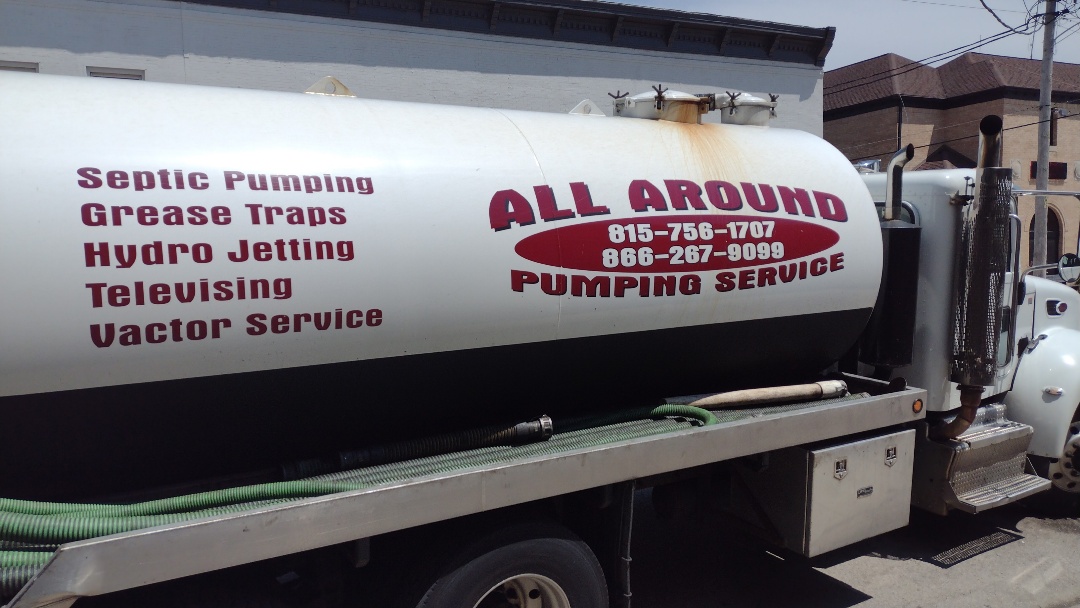 Septic Pumping
Grease Traps
Hydro Jetting
Televising
Vactor Service
ALL AROUND
815-756-1707
866-267-9099
PUMPING SERVICE